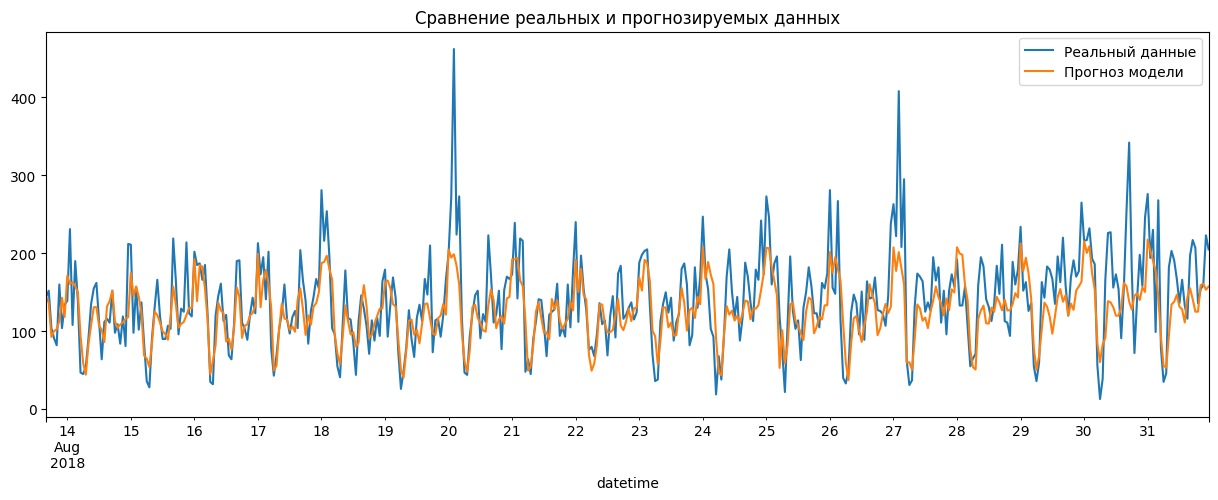 Сравнение реальных и прогнозируемых данных
Реальный данные
Прогноз модели
400
300
200
100
0
14 15 16 17 18 19 20 21 22 23 24 25 26 27 28 29 30 31
Aug
2018
datetime